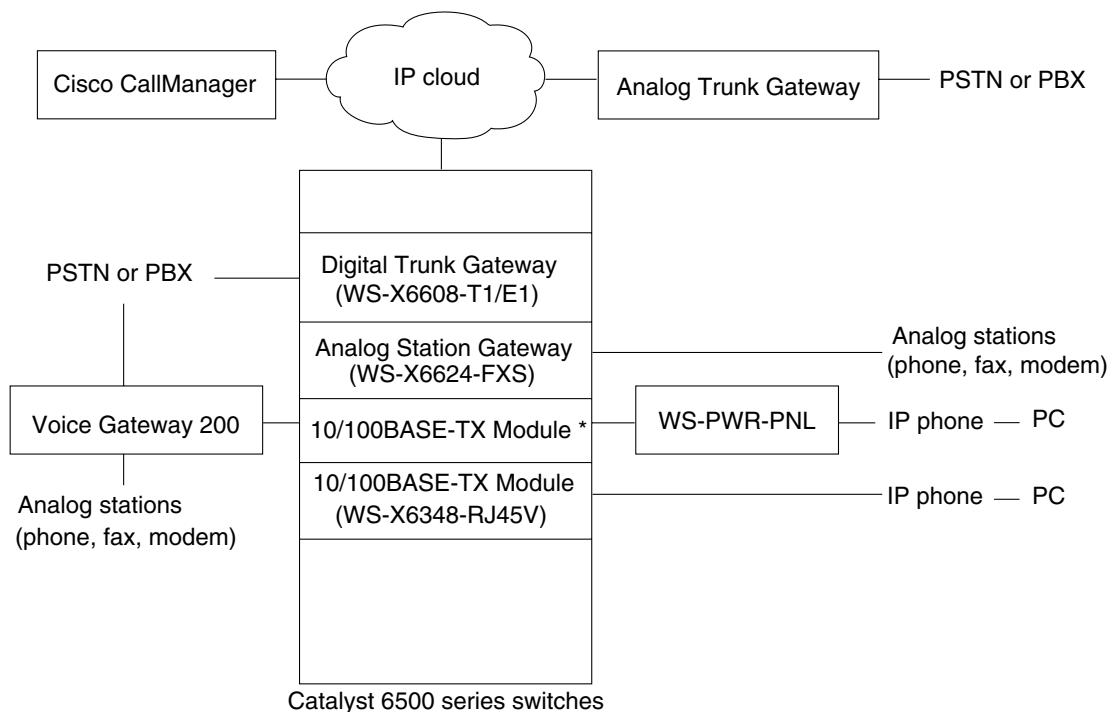 Cisco CallManager
IP cloud
Analog Trunk Gateway
PSTN or PBX
PSTN or PBX
Digital Trunk Gateway
(WS-X6608-T1/E1)
Analog Station Gateway
(WS-X6624-FXS)
Analog stations
(phone, fax, modem)
Voice Gateway 200
10/100BASE-TX Module *
WS-PWR-PNL
IP phone
PC
10/100BASE-TX Module
(WS-X6348-RJ45V)
IP phone
PC
Analog stations
(phone, fax, modem)
Catalyst 6500 series switches